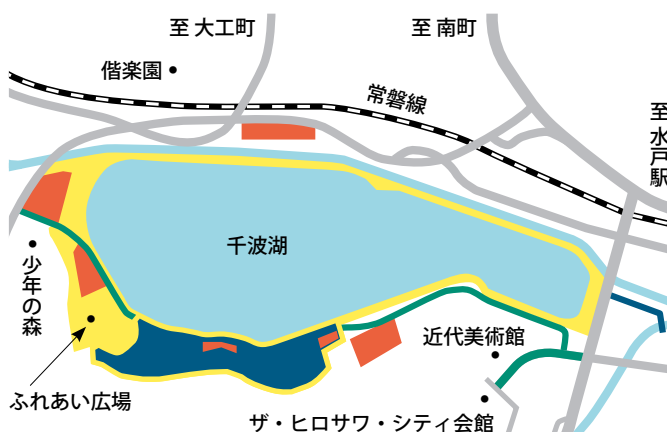 至 大工町
至 南町
偕楽園
常磐線
至 水戸駅
千波湖
少年の森
近代美術館
ふれあい広場
ザ・ヒロサワ・シティ会館